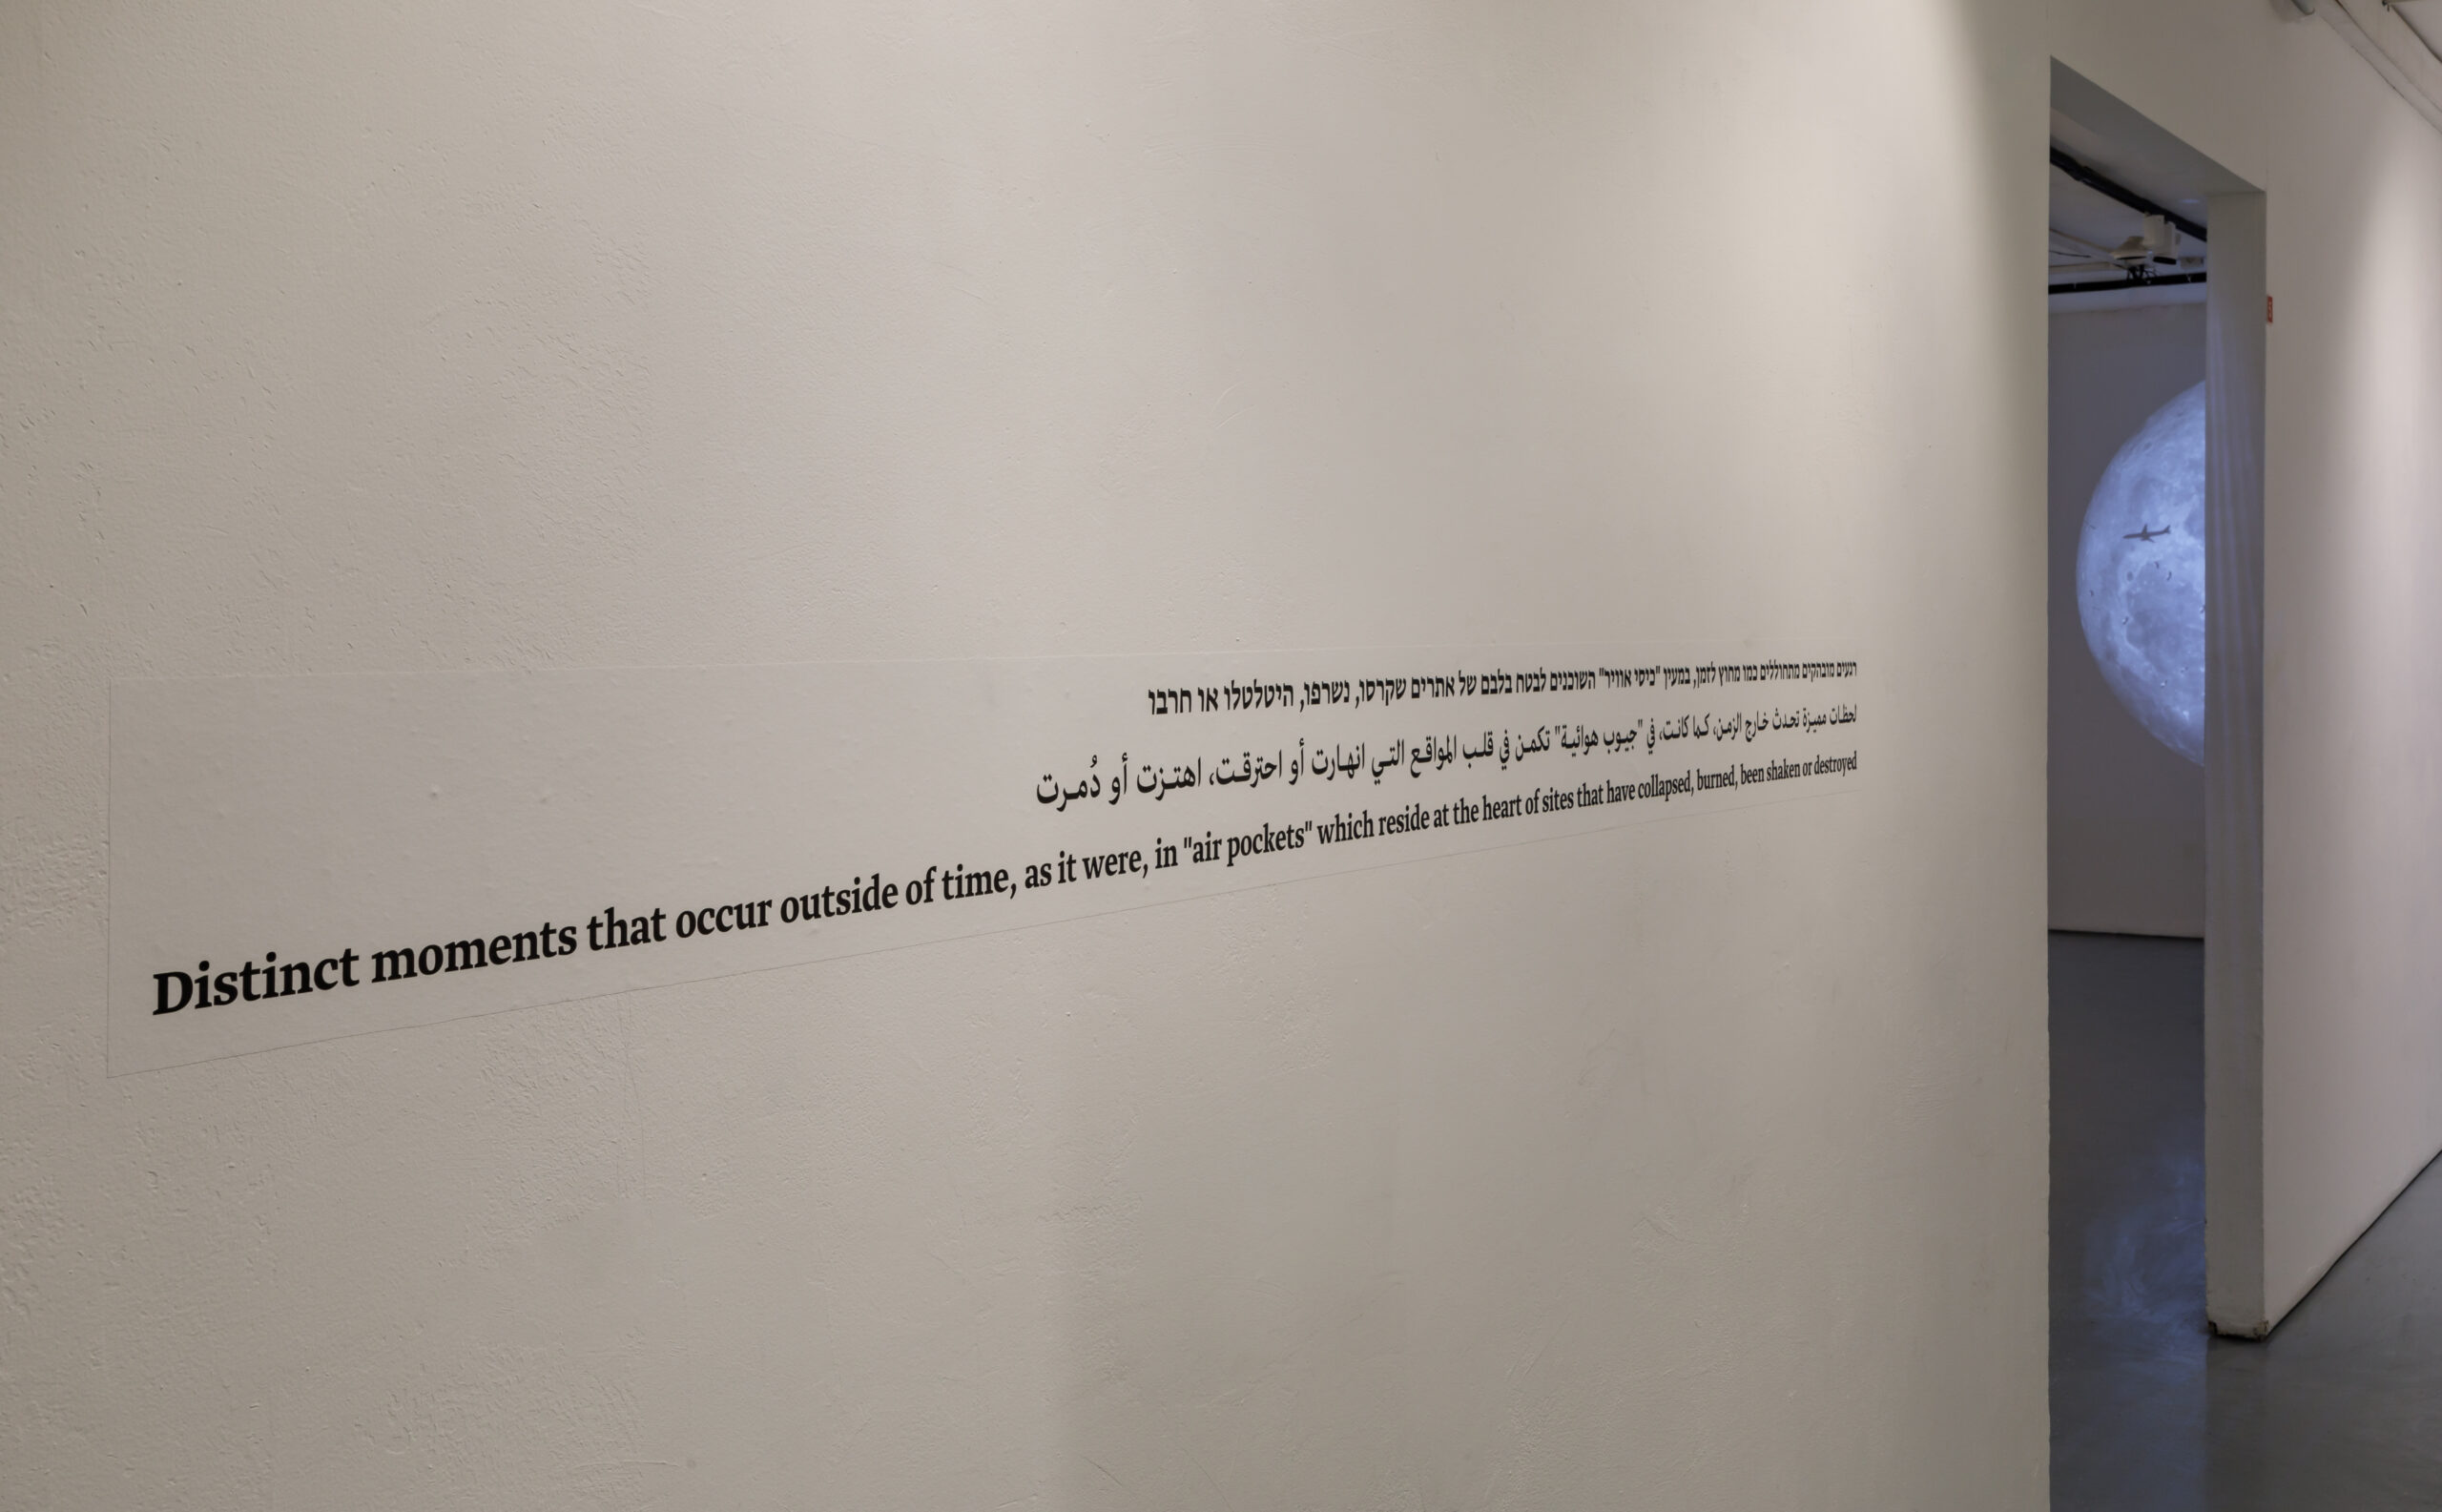 רגעים מובהקים מתחוללים כמו מחוץ לזמן, במעין "כיסי אוויר" השוכנים לבטח בלבם של אתרים שקרסו, נשרפו, היטלטלו או חרבו
لحظات مميزة تحدث خارج الزمن، كما كانت، في "جيوب هوائية" تكمن في قلب المواقع التي انهارت أو احترقت، اهتزت أو دُمرت
Distinct moments that occur outside of time, as it were, in "air pockets" which reside at the heart of sites that have collapsed, burned, been shaken or destroyed